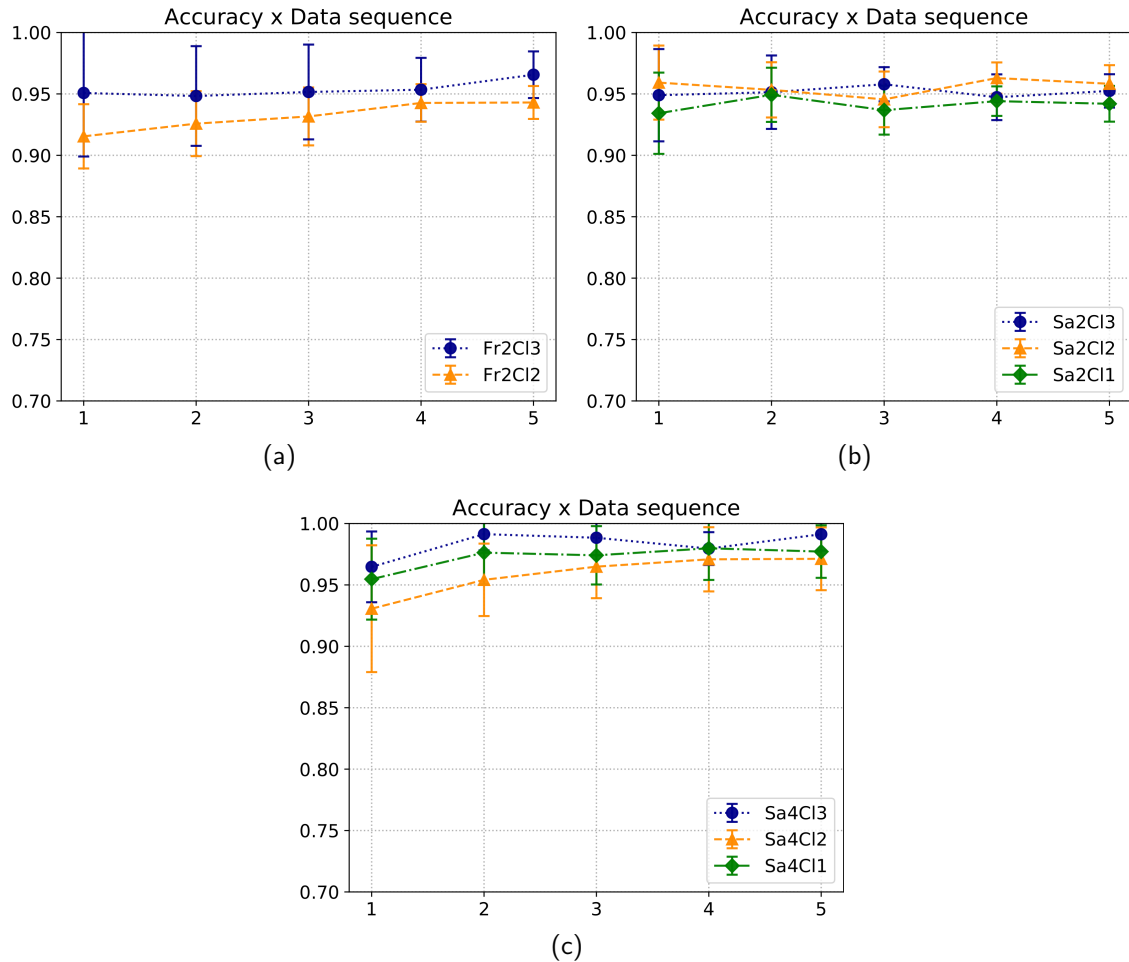 Accuracy x Data sequence
1.00
0.95
0.90
0.85
0.80
0.75
0.70
1 2 3 4 5
Fr2Cl3
Fr2Cl2
(a)
Accuracy x Data sequence
1.00
0.95
0.90
0.85
0.80
0.75
0.70
1 2 3 4 5
Sa2Cl3
Sa2Cl2
Sa2Cl1
(b)
Accuracy x Data sequence
1.00
0.95
0.90
0.85
0.80
0.75
0.70
1 2 3 4 5
Sa4Cl3
Sa4Cl2
Sa4Cl1
(c)